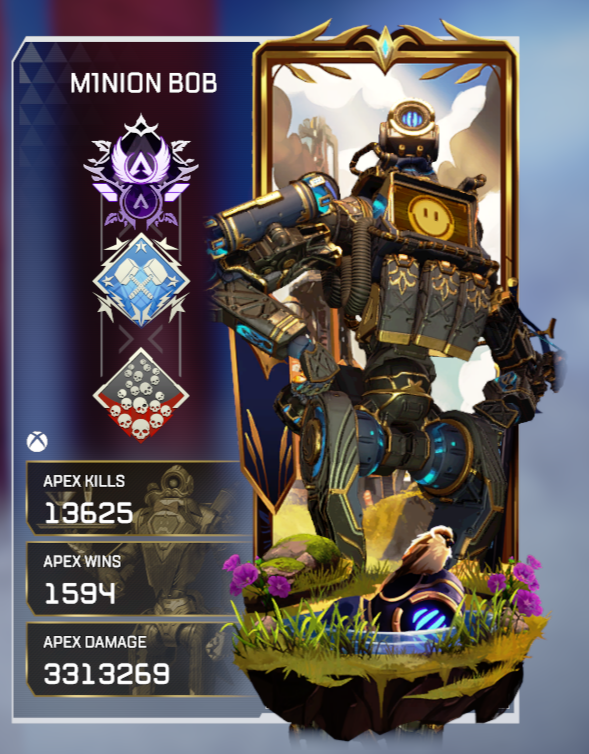 M1NION BOB
APEX KILLS
13625
APEX WINS
1594
APEX DAMAGE
3313269